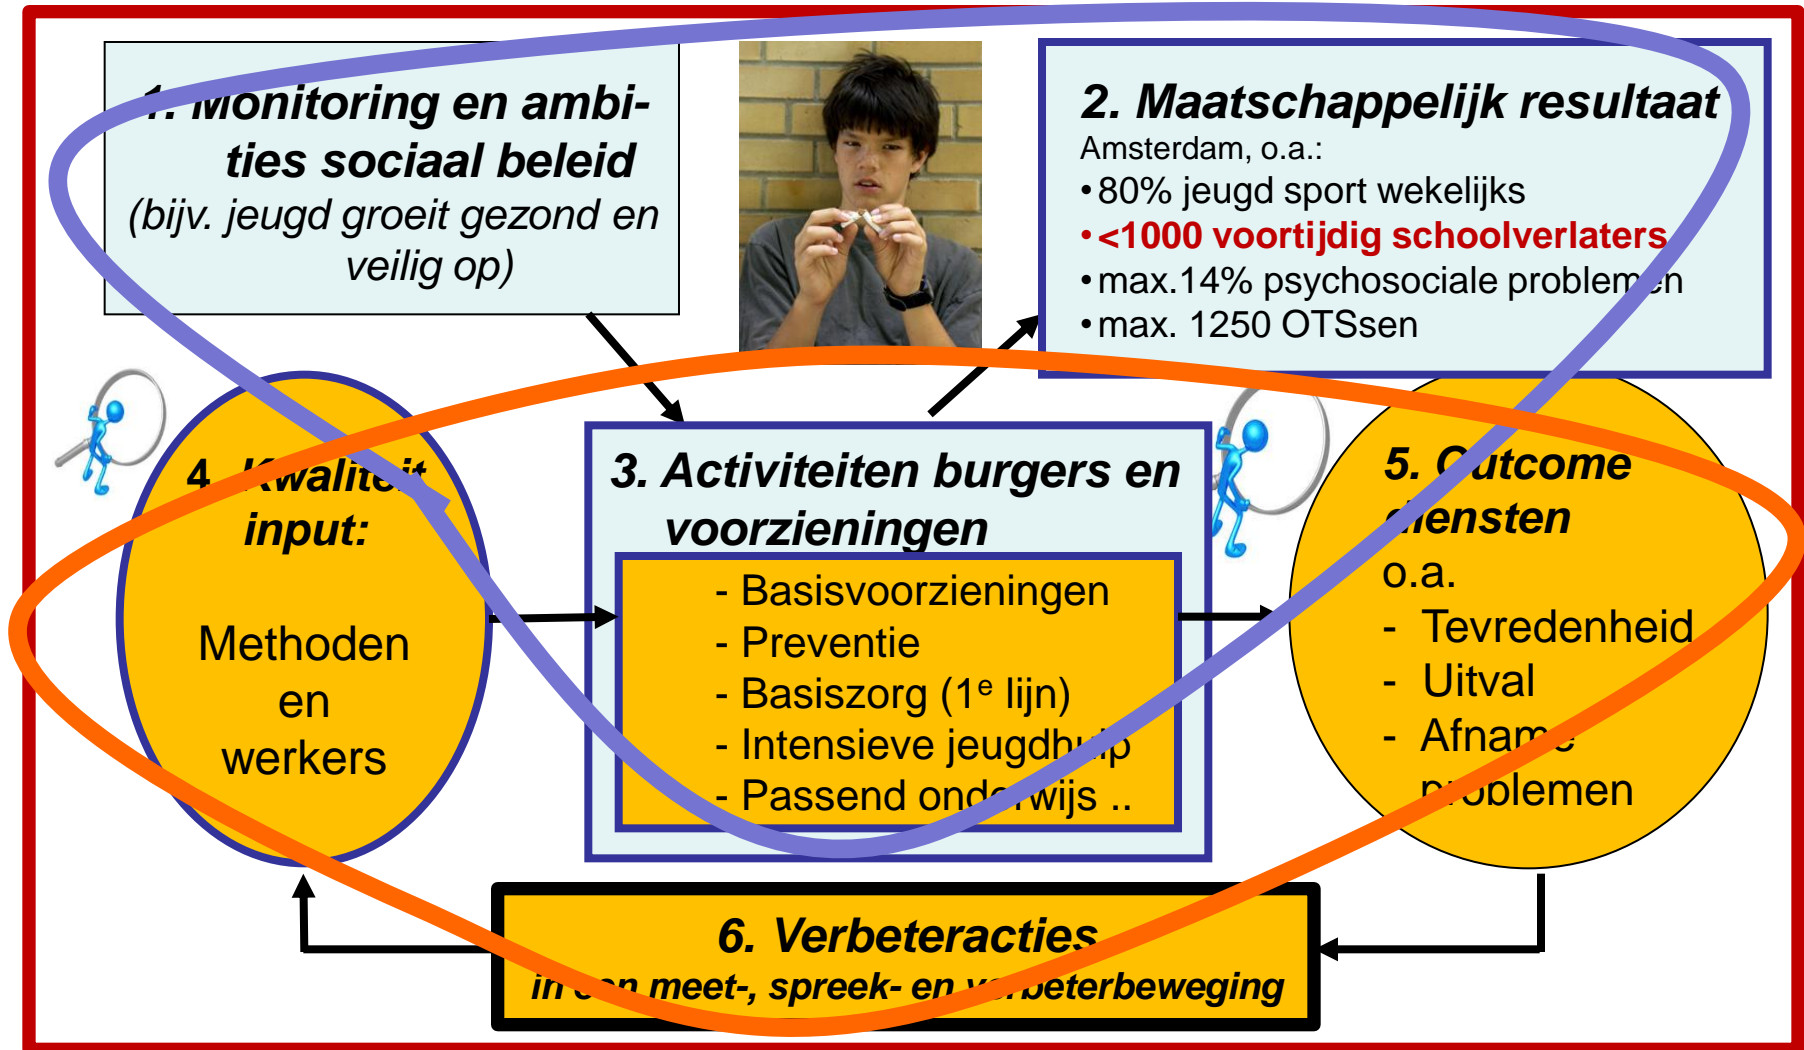 1. Monitoring en ambi-
ties sociaal beleid
(bijv. jeugd groeit gezond en
veilig op)
2. Maatschappelijk resultaat
Amsterdam, o.a.:
•80% jeugd sport wekelijks
•<1000 voortijdig schoolverlaters
•max.14% psychosociale problemen
•max. 1250 OTSsen
3. Activiteiten burgers en
voorzieningen
- Basisvoorzieningen
- Preventie
- Basiszorg (1e lijn)
- Intensieve jeugdhulp
- Passend onderwijs ..
4. Kwaliteit
input:
Methoden
en
werkers
5. Outcome
diensten
o.a.
- Tevredenheid
- Uitval
- Afname
problemen
6. Verbeteracties
in een meet-, spreek- en verbeterbeweging